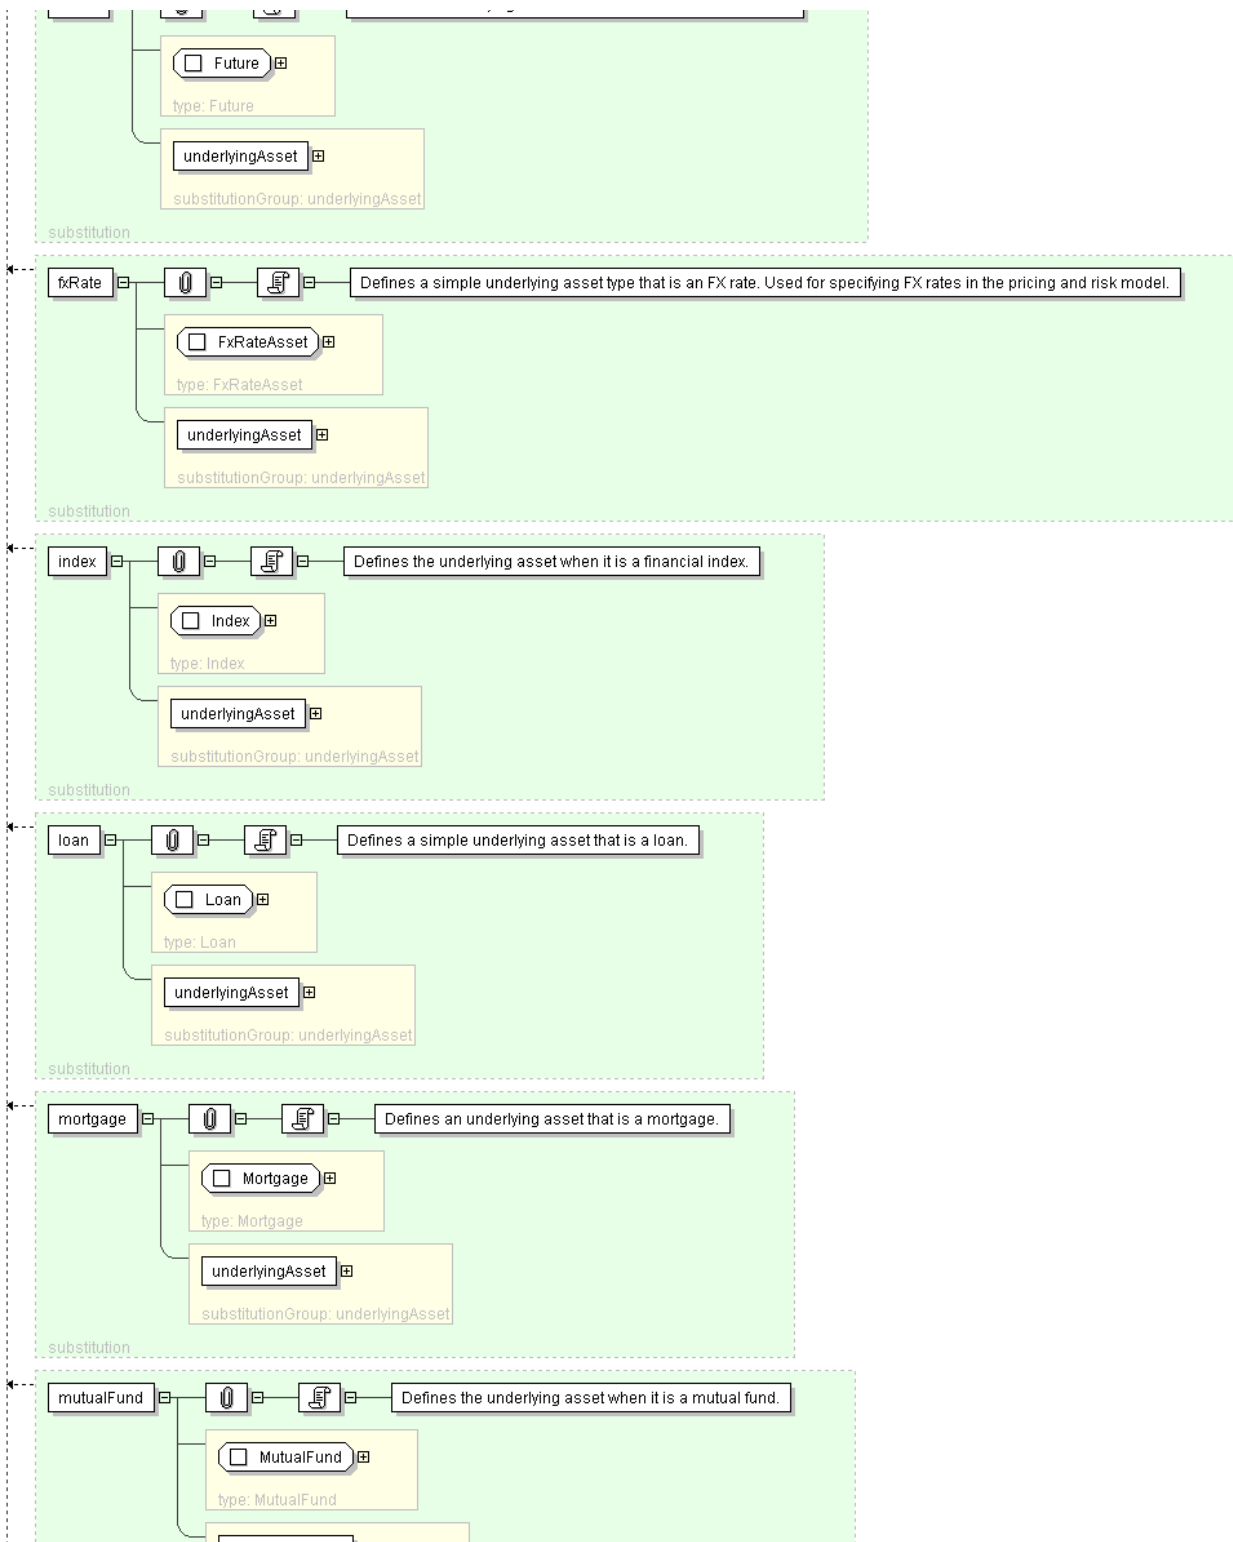 Future
type: Future
underlyingAsset
substitutionGroup: underlyingAsset
substitution
fxRate
Defines a simple underlying asset type that is an FX rate. Used for specifying FX rates in the pricing and risk model.
FxRateAsset
type: FxRateAsset
underlyingAsset
substitutionGroup: underlyingAsset
substitution
index
Defines the underlying asset when it is a financial index.
Index
type: Index
underlyingAsset
substitutionGroup: underlyingAsset
substitution
loan
Defines a simple underlying asset that is a loan.
Loan
type: Loan
underlyingAsset
substitutionGroup: underlyingAsset
substitution
mortgage
Defines an underlying asset that is a mortgage.
Mortgage
type: Mortgage
underlyingAsset
substitutionGroup: underlyingAsset
substitution
mutualFund
Defines the underlying asset when it is a mutual fund.
MutualFund
type: MutualFund